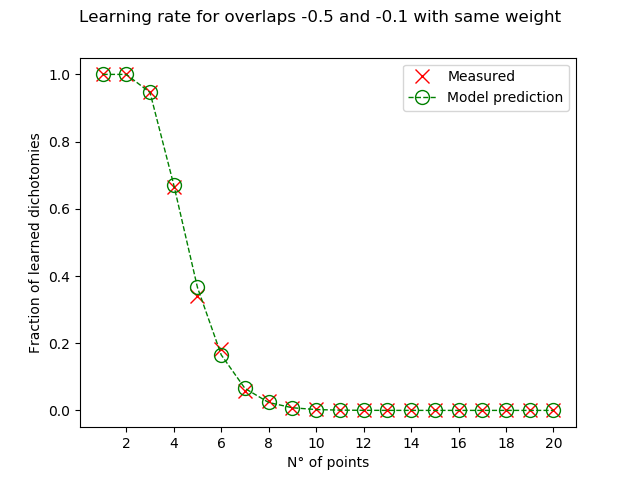 Learning rate for overlaps -0.5 and -0.1 with same weight
Measured
Model prediction
1.0
0.8
0.6
0.4
0.2
0.0
Fraction of learned dichotomies
2 4 6 8 10 12 14 16 18 20
N° of points